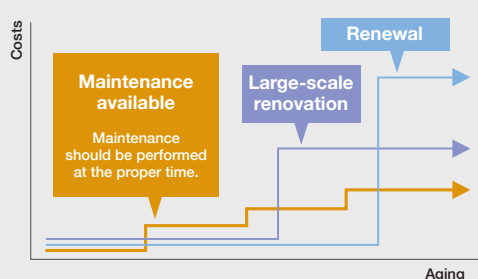 Costs
Renewal
Maintenance
available
Maintenance
should be performed
at the proper time.
Large-scale
renovation
Aging